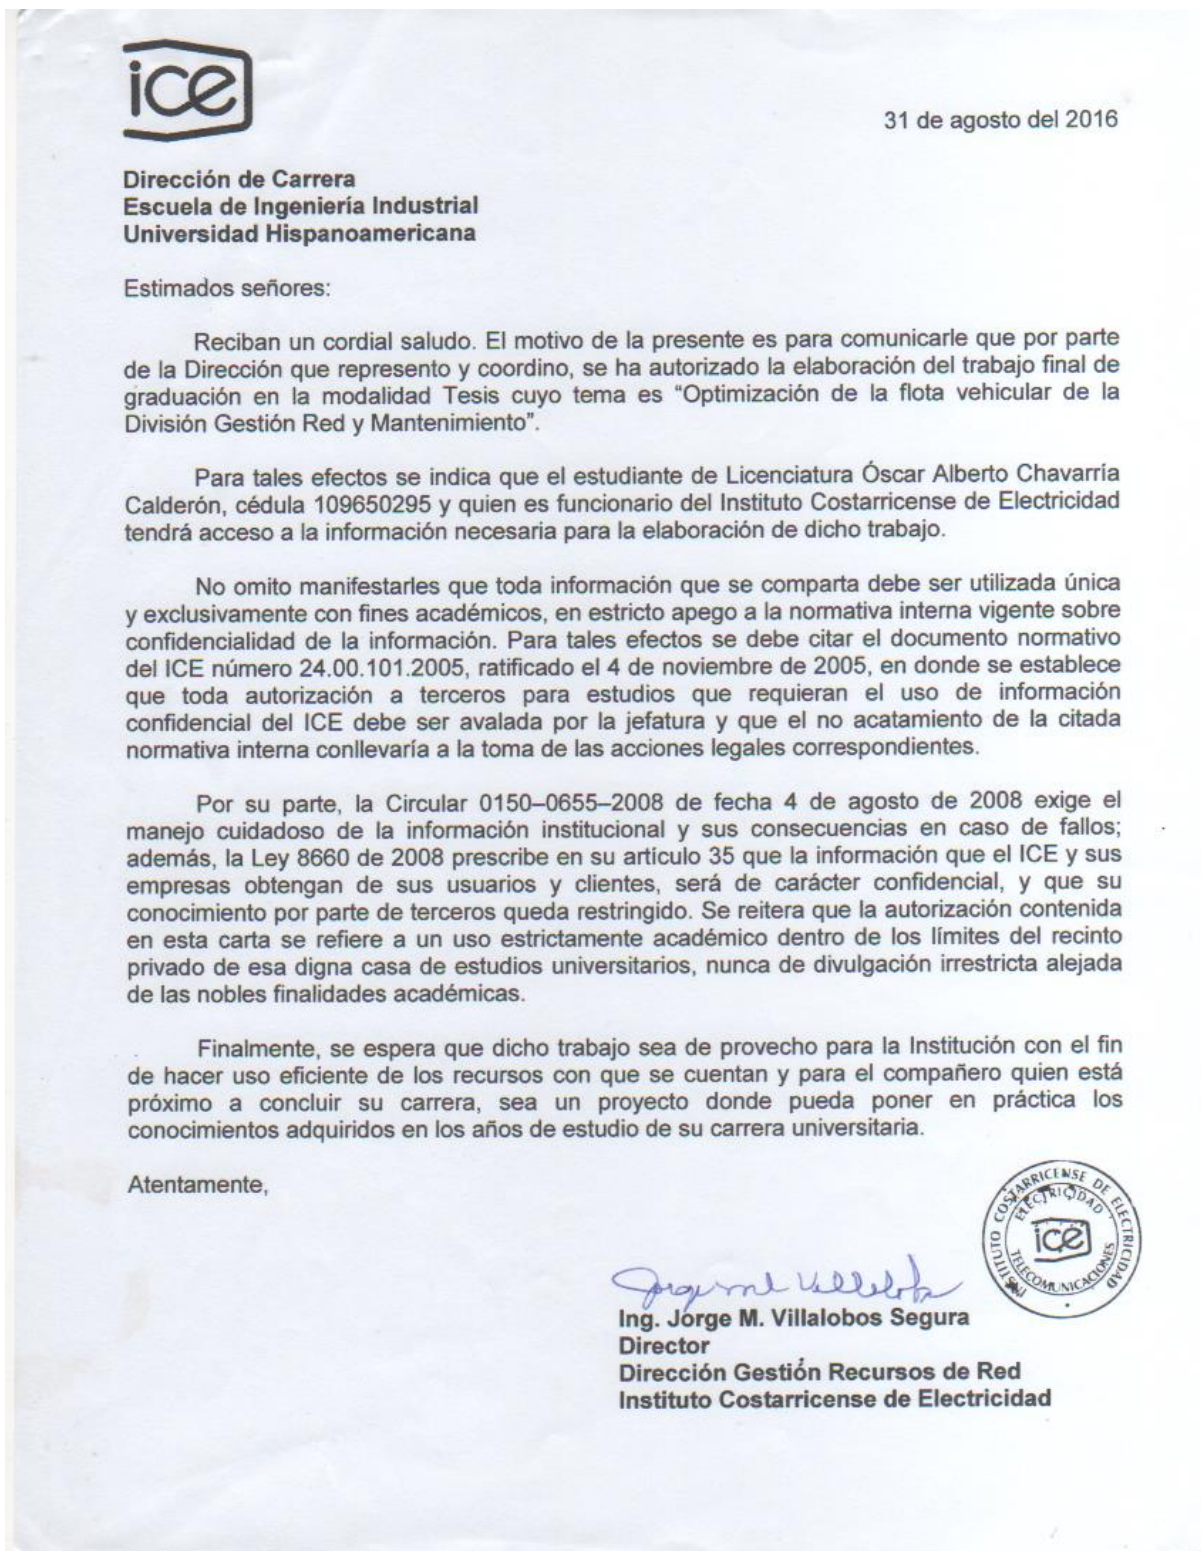 ice
31 de agosto del 2016
Dirección de Carrera
Escuela de Ingeniería Industrial
Universidad Hispanoamericana
Estimados señores:
Reciban un cordial saludo. El motivo de la presente es para comunicarle que por parte
de la Dirección que represento y coordino, se ha autorizado la elaboración del trabajo final de
graduación en la modalidad Tesis cuyo tema es “Optimización de la flota vehicular de la
División Gestión Red y Mantenimiento”.
Para tales efectos se indica que el estudiante de Licenciatura Óscar Alberto Chavarría
Calderón, cédula 109650295 y quien es funcionario del Instituto Costarricense de Electricidad
tendrá acceso a la información necesaria para la elaboración de dicho trabajo.
No omito manifestarles que toda información que se comparta debe ser utilizada única
y exclusivamente con fines académicos, en estricto apego a la normativa interna vigente sobre
confidencialidad de la información. Para tales efectos se debe citar el documento normativo
del ICE número 24.00.101.2005, ratificado el 4 de noviembre de 2005, en donde se establece
que toda autorización a terceros para estudios que requieran el uso de información
confidencial del ICE debe ser avalada por la jefatura y que el no acatamiento de la citada
normativa interna conllevaría a la toma de las acciones legales correspondientes.
Por su parte, la Circular 0150–0655–2008 de fecha 4 de agosto de 2008 exige el
manejo cuidadoso de la información institucional y sus consecuencias en caso de fallos;
además, la Ley 8660 de 2008 prescribe en su artículo 35 que la información que el ICE y sus
empresas obtengan de sus usuarios y clientes, será de carácter confidencial, y que su
conocimiento por parte de terceros queda restringido. Se reitera que la autorización contenida
en esta carta se refiere a un uso estrictamente académico dentro de los límites del recinto
privado de esa digna casa de estudios universitarios, nunca de divulgación irrestricta alejada
de las nobles finalidades académicas.
Finalmente, se espera que dicho trabajo sea de provecho para la Institución con el fin
de hacer uso eficiente de los recursos con que se cuentan y para el compañero quien está
próximo a concluir su carrera, sea un proyecto donde pueda poner en práctica los
conocimientos adquiridos en los años de estudio de su carrera universitaria.
Atentamente,
INSTITUTO COSTARRICENSE DE ELECTRICIDAD
ELECTRICIDAD
ice
TELECOMUNICACIONES
Ing. Jorge M. Villalobos Segura
Director
Dirección Gestión Recursos de Red
Instituto Costarricense de Electricidad